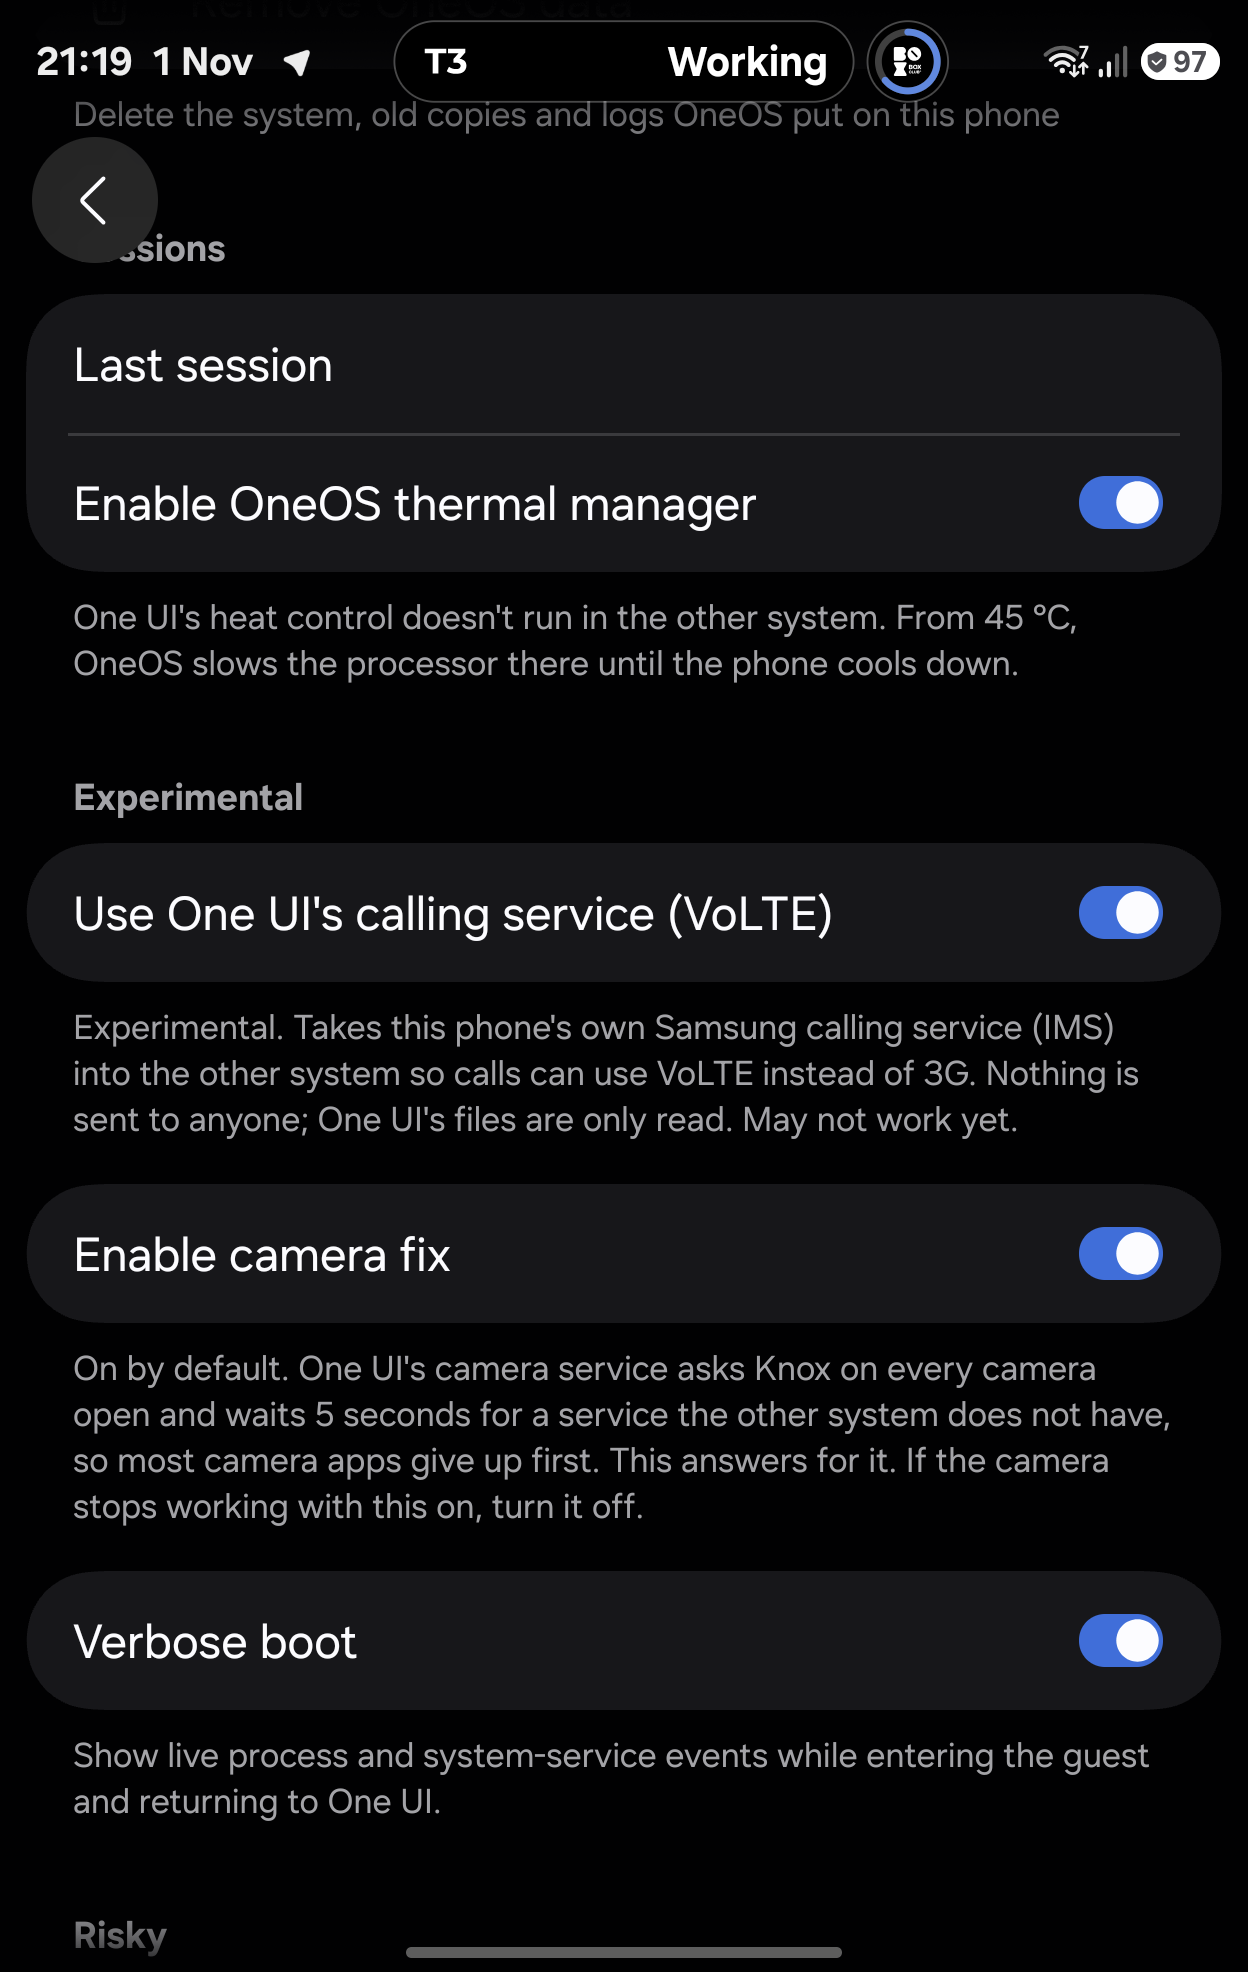 Remove OneOS data
21:19 1 Nov
T3 Working
BOX
7
97
Delete the system, old copies and logs OneOS put on this phone
ssions
Last session
Enable OneOS thermal manager
One UI's heat control doesn't run in the other system. From 45 °C,
OneOS slows the processor there until the phone cools down.
Experimental
Use One UI's calling service (VoLTE)
Experimental. Takes this phone's own Samsung calling service (IMS)
into the other system so calls can use VoLTE instead of 3G. Nothing is
sent to anyone; One UI's files are only read. May not work yet.
Enable camera fix
On by default. One UI's camera service asks Knox on every camera
open and waits 5 seconds for a service the other system does not have,
so most camera apps give up first. This answers for it. If the camera
stops working with this on, turn it off.
Verbose boot
Show live process and system-service events while entering the guest
and returning to One UI.
Risky